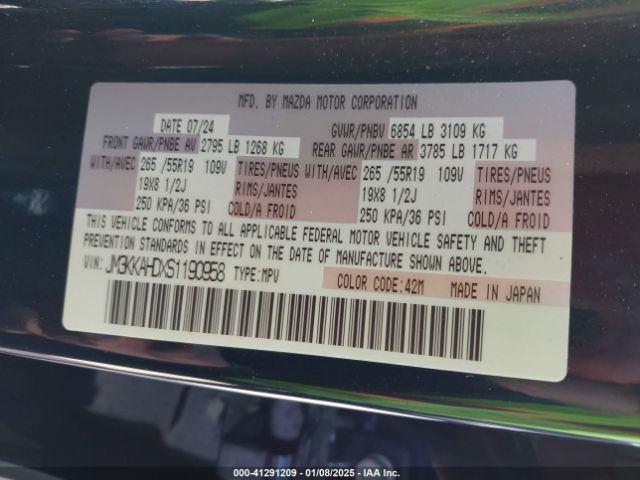 MFD. BY MAZDA MOTOR CORPORATION
DATE 07/24 GVWR/PNBV 6854 LB 3109 KG
FRONT GAWR/PNBE AV 2795 LB 1268 KG REAR GAWR/PNBE AR 3785 LB 1717 KG
WITH/AVEC 265 /55R19 109V TIRES/PNEUS WITH/AVEC 265 /55R19 109V TIRES/PNEUS
19X8 1/2J RIMS/JANTES 19X8 1/2J RIMS/JANTES
250 KPA/36 PSI COLD/A FROID 250 KPA/36 PSI COLD/A FROID
THIS VEHICLE CONFORMS TO ALL APPLICABLE FEDERAL MOTOR VEHICLE SAFETY AND THEFT
PREVENTION STANDARDS IN EFFECT ON THE DATE OF MANUFACTURE SHOWN ABOVE.
VIN: JM3KKAHDXS1190958 TYPE:MPV COLOR CODE:42M MADE IN JAPAN
000-41291209 - 01/08/2025 - IAA Inc.